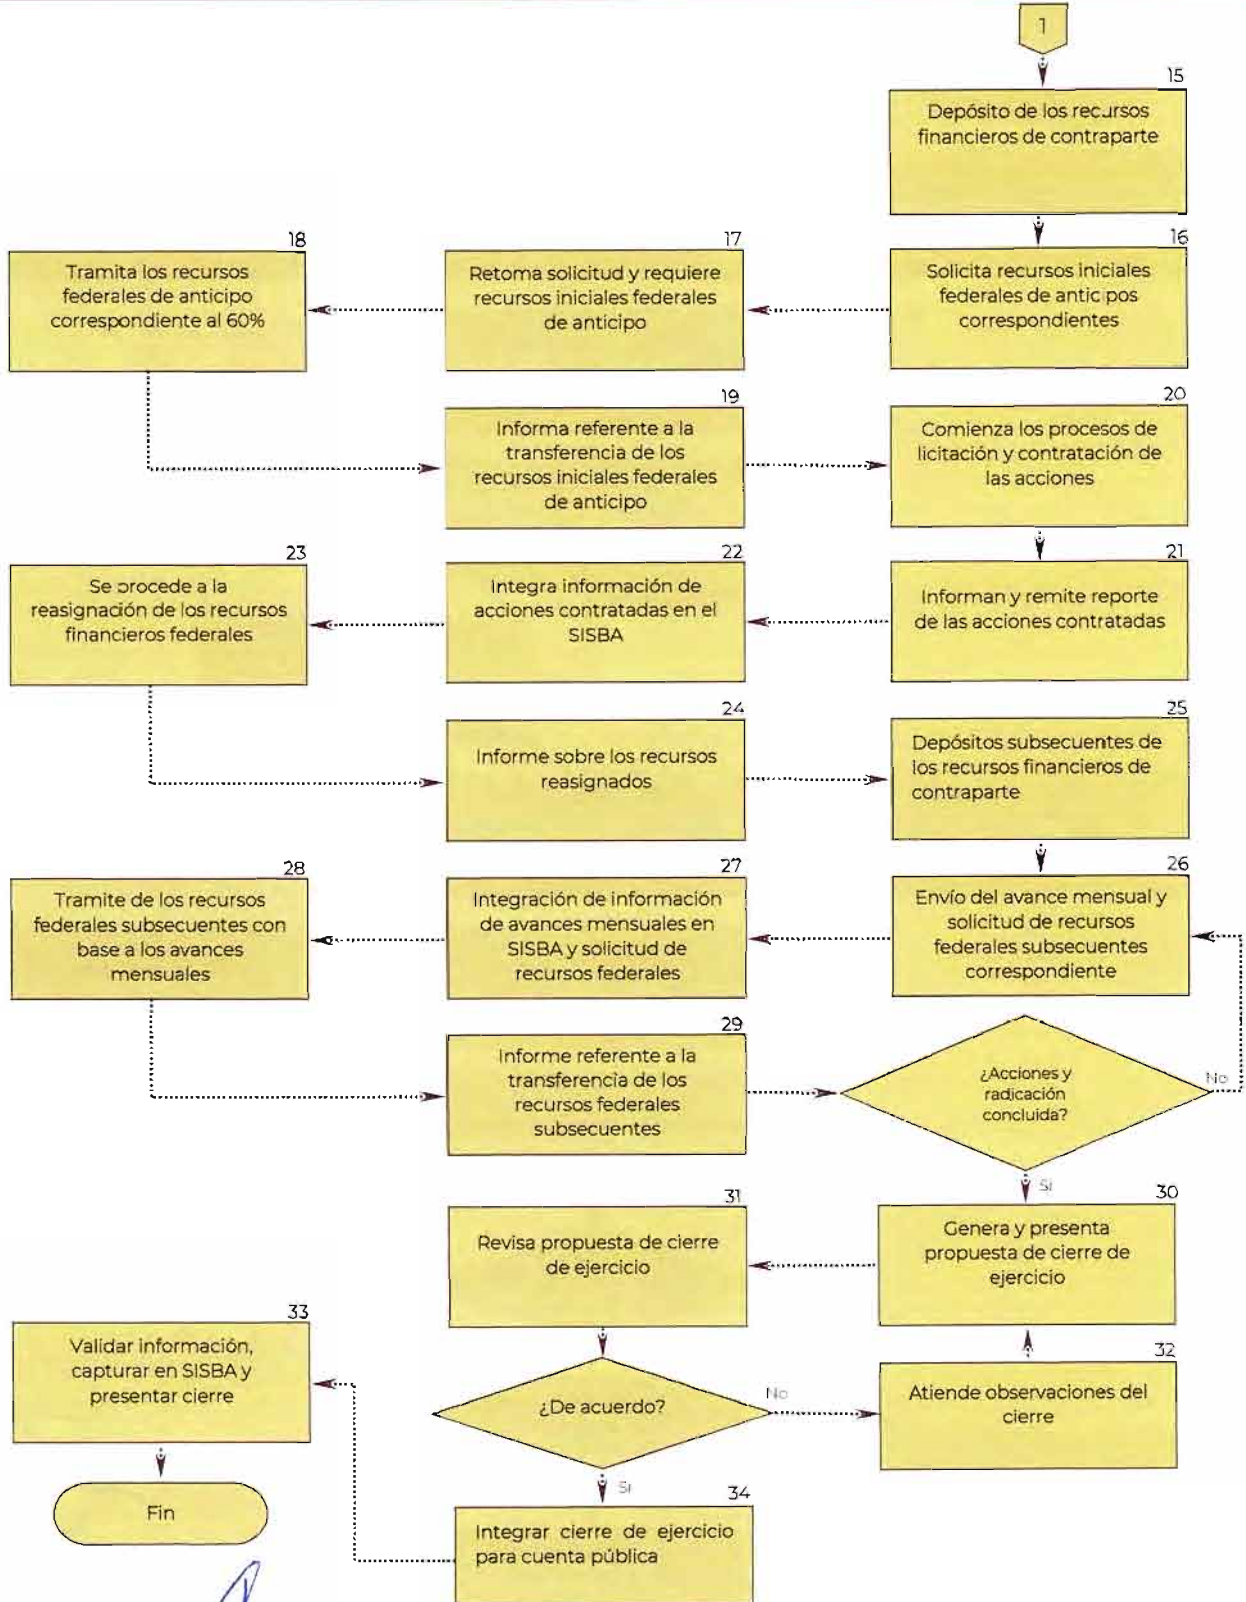 1
15
Depósito de los recursos
financieros de contraparte
18
Tramita los recursos
federales de anticipo
correspondiente al 60%
17
Retoma solicitud y requiere
recursos iniciales federales
de anticipo
16
Solicita recursos iniciales
federales de anticipos
correspondientes
19
Informa referente a la
transferencia de los
recursos iniciales federales
de anticipo
20
Comienza los procesos de
licitación y contratación de
las acciones
23
Se procede a la
reasignación de los recursos
financieros federales
22
Integra información de
acciones contratadas en el
SISBA
21
Informan y remite reporte
de las acciones contratadas
24
Informe sobre los recursos
reasignados
25
Depósitos subsecuentes de
los recursos financieros de
contraparte
28
Tramite de los recursos
federales subsecuentes con
base a los avances
mensuales
27
Integración de información
de avances mensuales en
SISBA y solicitud de
recursos federales
26
Envío del avance mensual y
solicitud de recursos
federales subsecuentes
correspondiente
29
Informe referente a la
transferencia de los
recursos federales
subsecuentes
¿Acciones y
radicación
concluida?
No
Si
31
Revisa propuesta de cierre
de ejercicio
30
Genera y presenta
propuesta de cierre de
ejercicio
33
Validar información,
capturar en SISBA y
presentar cierre
¿De acuerdo?
No
32
Atiende observaciones del
cierre
Si
Fin
34
Integrar cierre de ejercicio
para cuenta pública